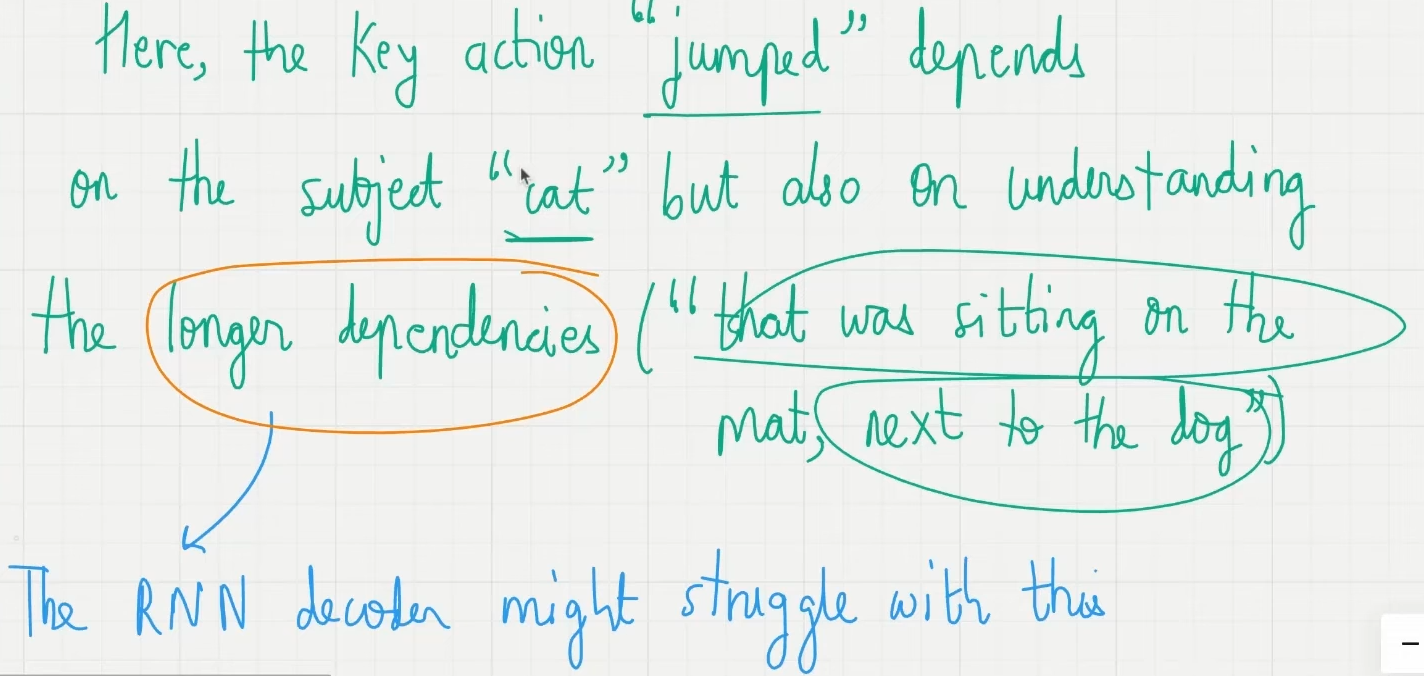 Here, the key action "jumped" depends
on the subject "cat" but also on understanding
the longer dependencies ("that was sitting on the
mat, next to the dog")
The RNN decoder might struggle with this